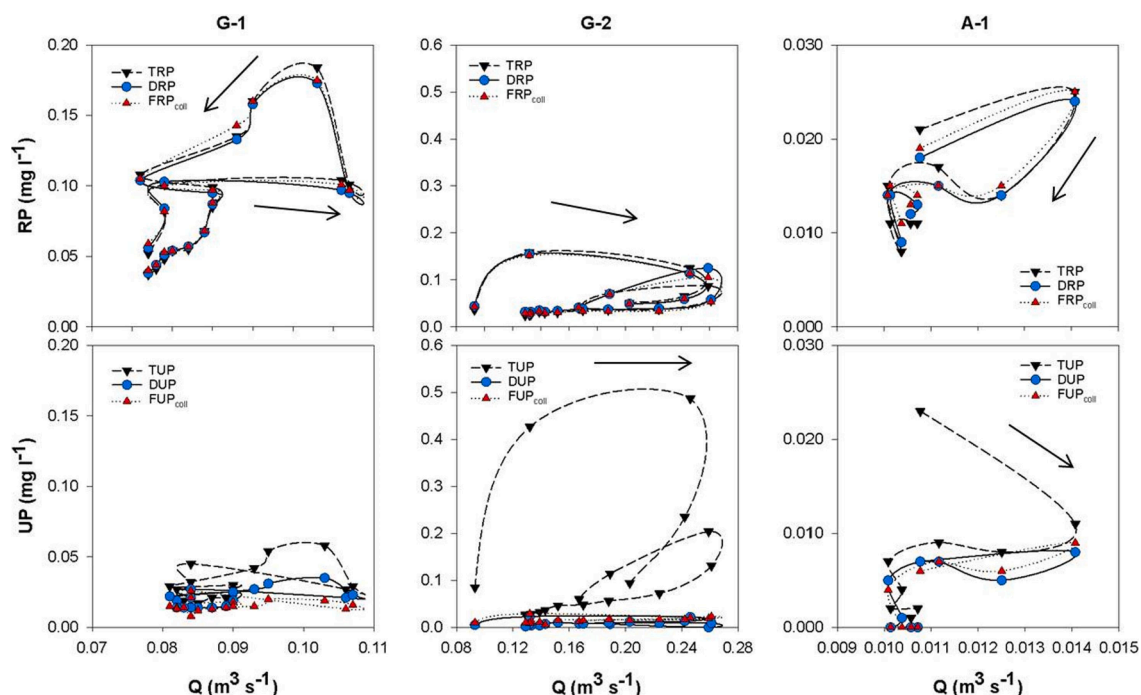 G-1 G-2 A-1
RP (mg l⁻¹)
0.20 0.15 0.10 0.05 0.00
TRP
DRP
FRPcoll
0.6 0.5 0.4 0.3 0.2 0.1 0.0
TRP
DRP
FRPcoll
0.030 0.020 0.010 0.000
TRP
DRP
FRPcoll
UP (mg l⁻¹)
0.20 0.15 0.10 0.05 0.00
TUP
DUP
FUPcoll
0.6 0.5 0.4 0.3 0.2 0.1 0.0
TUP
DUP
FUPcoll
0.030 0.020 0.010 0.000
TUP
DUP
FUPcoll
0.07 0.08 0.09 0.10 0.11 0.08 0.12 0.16 0.20 0.24 0.28 0.009 0.010 0.011 0.012 0.013 0.014 0.015
Q (m³ s⁻¹) Q (m³ s⁻¹) Q (m³ s⁻¹)